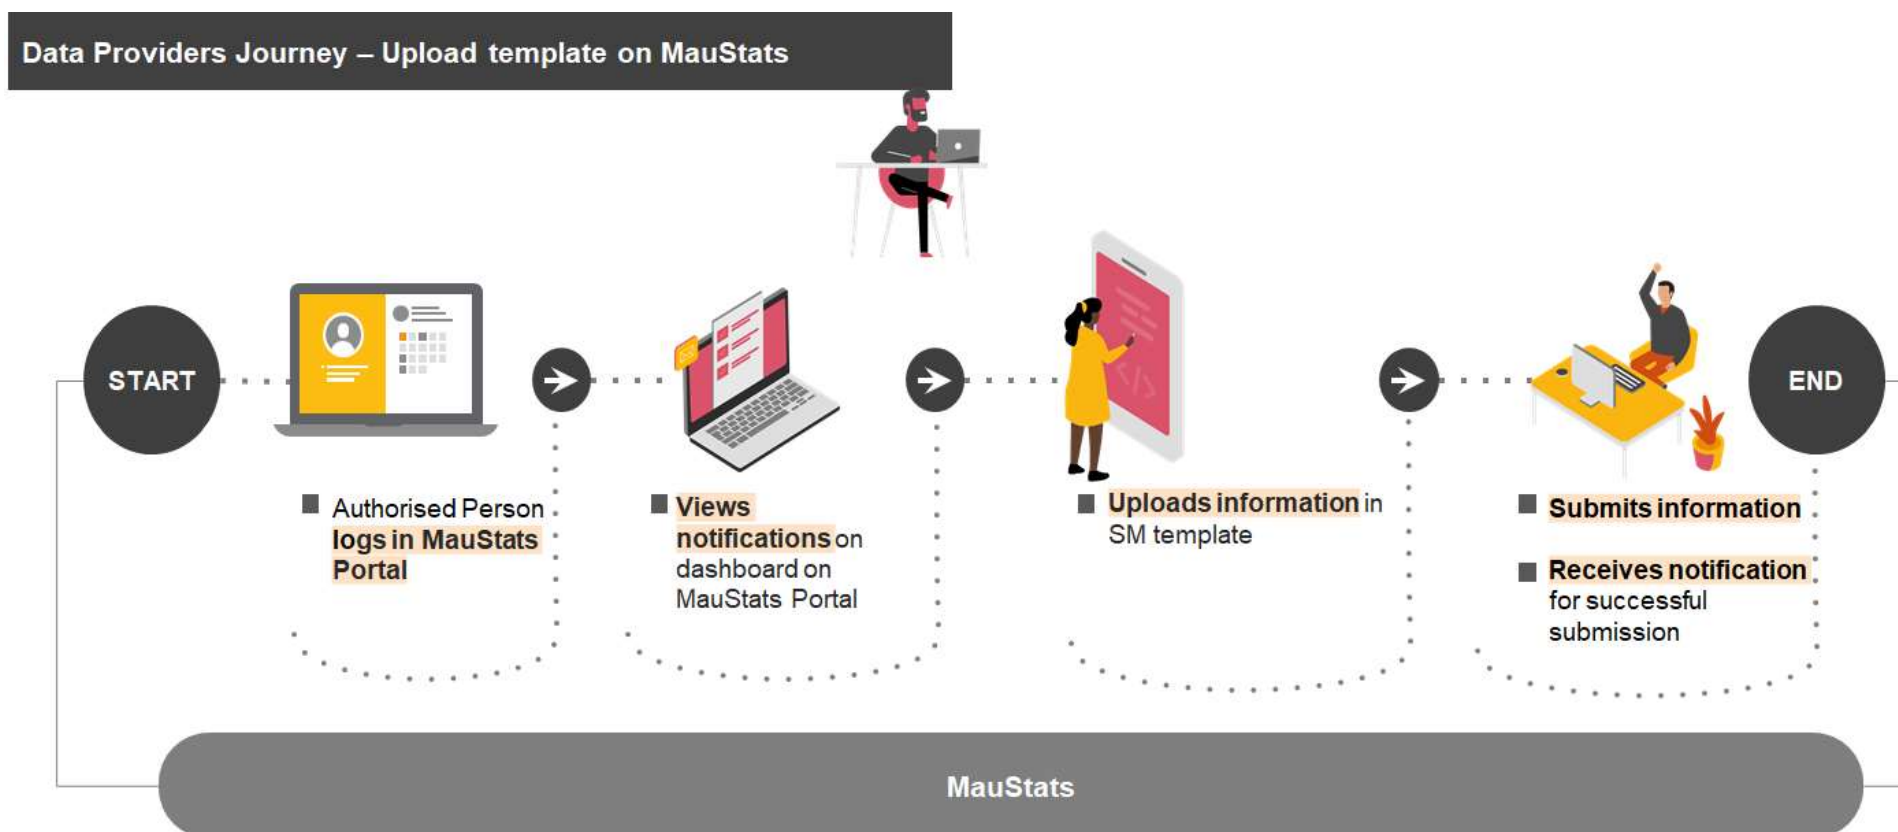 Data Providers Journey – Upload template on MauStats
START
Authorised Person
logs in MauStats
Portal
Views
notifications on
dashboard on
MauStats Portal
Uploads information in
SM template
Submits information
Receives notification
for successful
submission
END
MauStats